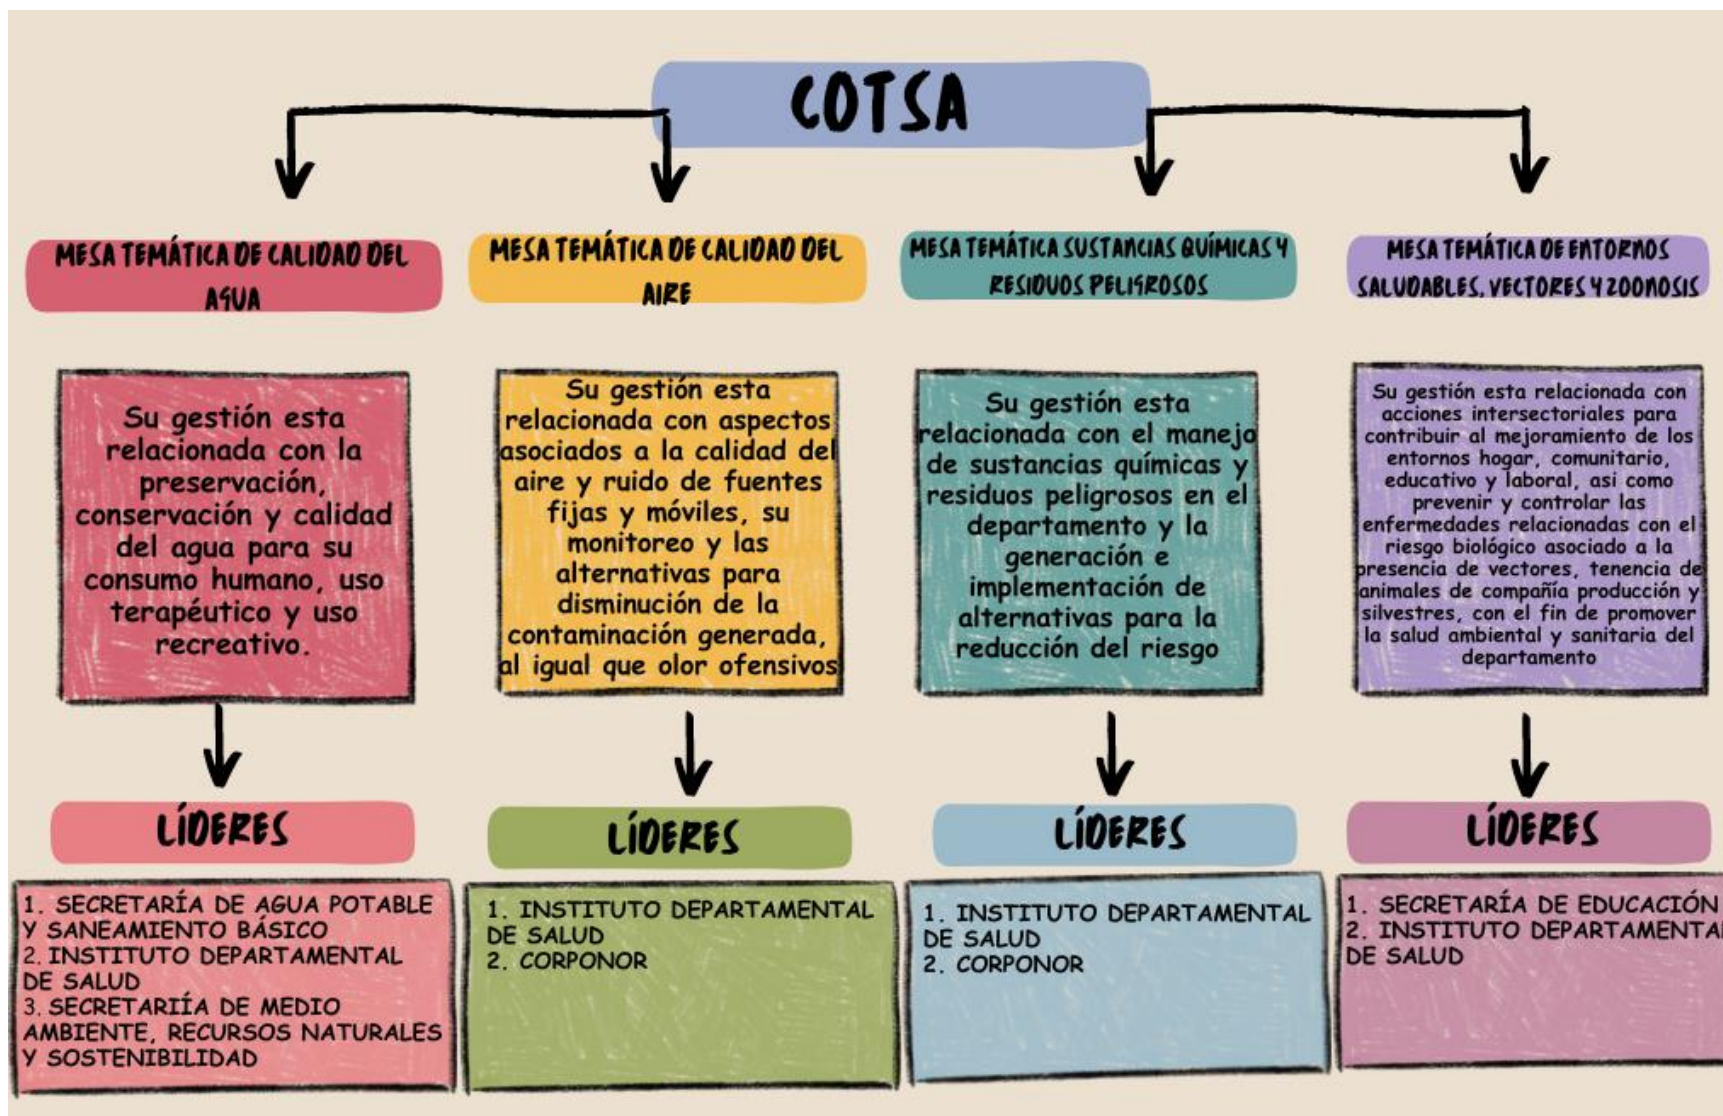 COTSA
MESA TEMÁTICA DE CALIDAD DEL
AGUA
Su gestión esta
relacionada con la
preservación,
conservación y calidad
del agua para su
consumo humano, uso
terapéutico y uso
recreativo.
LÍDERES
1. SECRETARÍA DE AGUA POTABLE
Y SANEAMIENTO BÁSICO
2. INSTITUTO DEPARTAMENTAL
DE SALUD
3. SECRETARIÍA DE MEDIO
AMBIENTE, RECURSOS NATURALES
Y SOSTENIBILIDAD
MESA TEMÁTICA DE CALIDAD DEL
AIRE
Su gestión esta
relacionada con aspectos
asociados a la calidad del
aire y ruido de fuentes
fijas y móviles, su
monitoreo y las
alternativas para
disminución de la
contaminación generada,
al igual que olor ofensivos
LÍDERES
1. INSTITUTO DEPARTAMENTAL
DE SALUD
2. CORPONOR
MESA TEMÁTICA SUSTANCIAS QUÍMICAS Y
RESIDUOS PELIGROSOS
Su gestión esta
relacionada con el manejo
de sustancias químicas y
residuos peligrosos en el
departamento y la
generación e
implementación de
alternativas para la
reducción del riesgo
LÍDERES
1. INSTITUTO DEPARTAMENTAL
DE SALUD
2. CORPONOR
MESA TEMÁTICA DE ENTORNOS
SALUDABLES, VECTORES Y ZOONOSIS
Su gestión esta relacionada con
acciones intersectoriales para
contribuir al mejoramiento de los
entornos hogar, comunitario,
educativo y laboral, asi como
prevenir y controlar las
enfermedades relacionadas con el
riesgo biológico asociado a la
presencia de vectores, tenencia de
animales de compañía producción y
silvestres, con el fin de promover
la salud ambiental y sanitaria del
departamento
LÍDERES
1. SECRETARÍA DE EDUCACIÓN
2. INSTITUTO DEPARTAMENTAL
DE SALUD